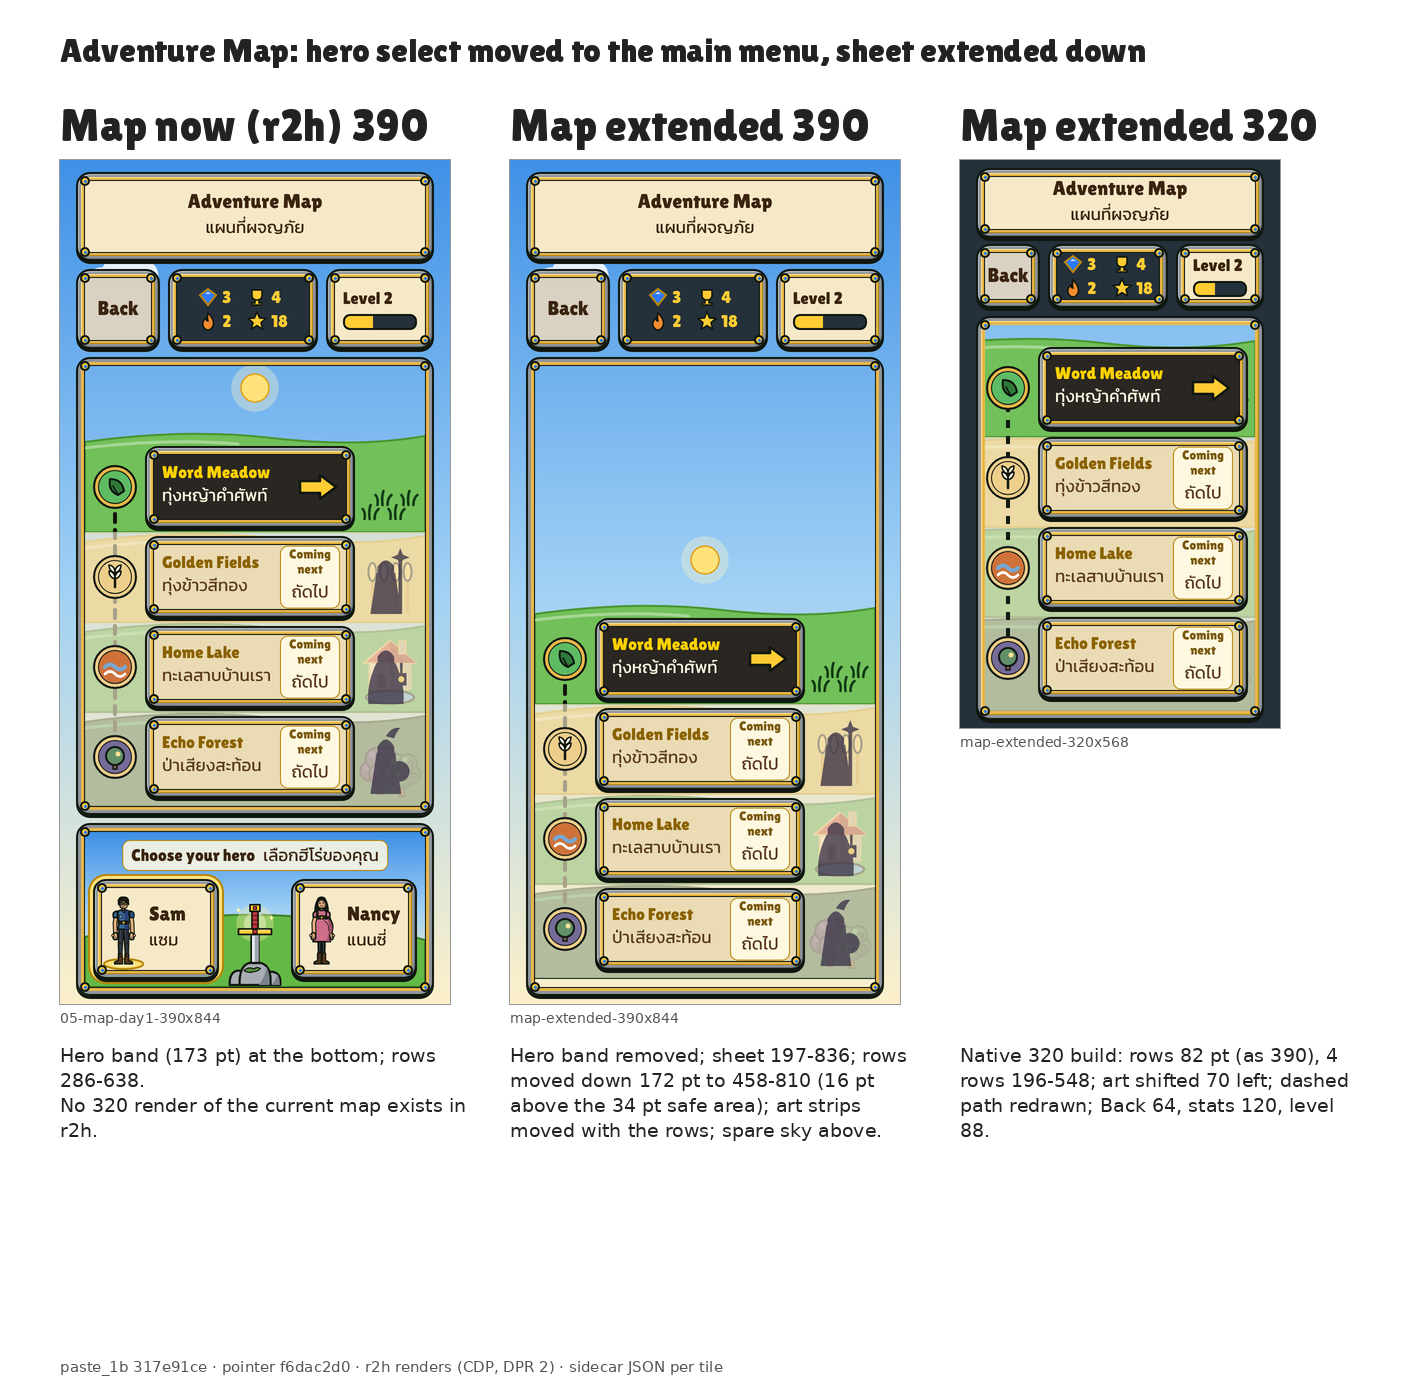 Adventure Map: hero select moved to the main menu, sheet extended down
Map now (r2h) 390
Adventure Map
แผนที่ผจญภัย
Back
3
4
2
18
Level 2
Word Meadow
ทุ่งหญ้าคำศัพท์
Golden Fields
ทุ่งข้าวสีทอง
Coming
next
ถัดไป
Home Lake
ทะเลสาบบ้านเรา
Coming
next
ถัดไป
Echo Forest
ป่าเสียงสะท้อน
Coming
next
ถัดไป
Choose your hero เลือกฮีโร่ของคุณ
Sam
แซม
Nancy
แนนซี่
05-map-day1-390x844
Hero band (173 pt) at the bottom; rows
286-638.
No 320 render of the current map exists in
r2h.
Map extended 390
Adventure Map
แผนที่ผจญภัย
Back
3
4
2
18
Level 2
Word Meadow
ทุ่งหญ้าคำศัพท์
Golden Fields
ทุ่งข้าวสีทอง
Coming
next
ถัดไป
Home Lake
ทะเลสาบบ้านเรา
Coming
next
ถัดไป
Echo Forest
ป่าเสียงสะท้อน
Coming
next
ถัดไป
map-extended-390x844
Hero band removed; sheet 197-836; rows
moved down 172 pt to 458-810 (16 pt
above the 34 pt safe area); art strips
moved with the rows; spare sky above.
Map extended 320
Adventure Map
แผนที่ผจญภัย
Back
3
4
2
18
Level 2
Word Meadow
ทุ่งหญ้าคำศัพท์
Golden Fields
ทุ่งข้าวสีทอง
Coming
next
ถัดไป
Home Lake
ทะเลสาบบ้านเรา
Coming
next
ถัดไป
Echo Forest
ป่าเสียงสะท้อน
Coming
next
ถัดไป
map-extended-320x568
Native 320 build: rows 82 pt (as 390), 4
rows 196-548; art shifted 70 left; dashed
path redrawn; Back 64, stats 120, level
88.
paste_1b 317e91ce · pointer f6dac2d0 · r2h renders (CDP, DPR 2) · sidecar JSON per tile